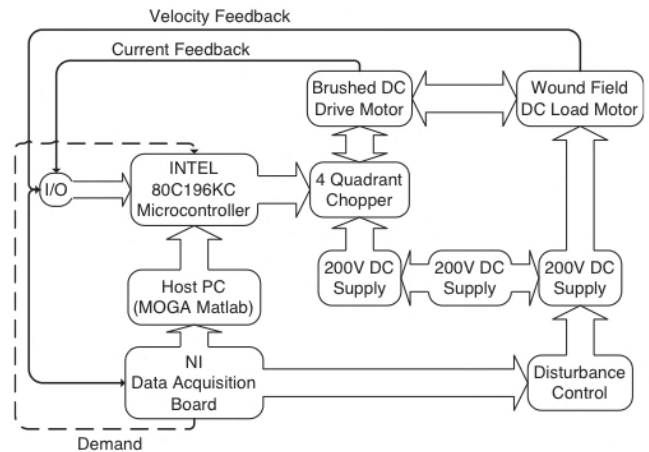 Velocity Feedback
Current Feedback
Brushed DC
Drive Motor
Wound Field
DC Load Motor
I/O
INTEL
80C196KC
Microcontroller
4 Quadrant
Chopper
Host PC
(MOGA Matlab)
200V DC
Supply
200V DC
Supply
200V DC
Supply
NI
Data Acquisition
Board
Disturbance
Control
Demand